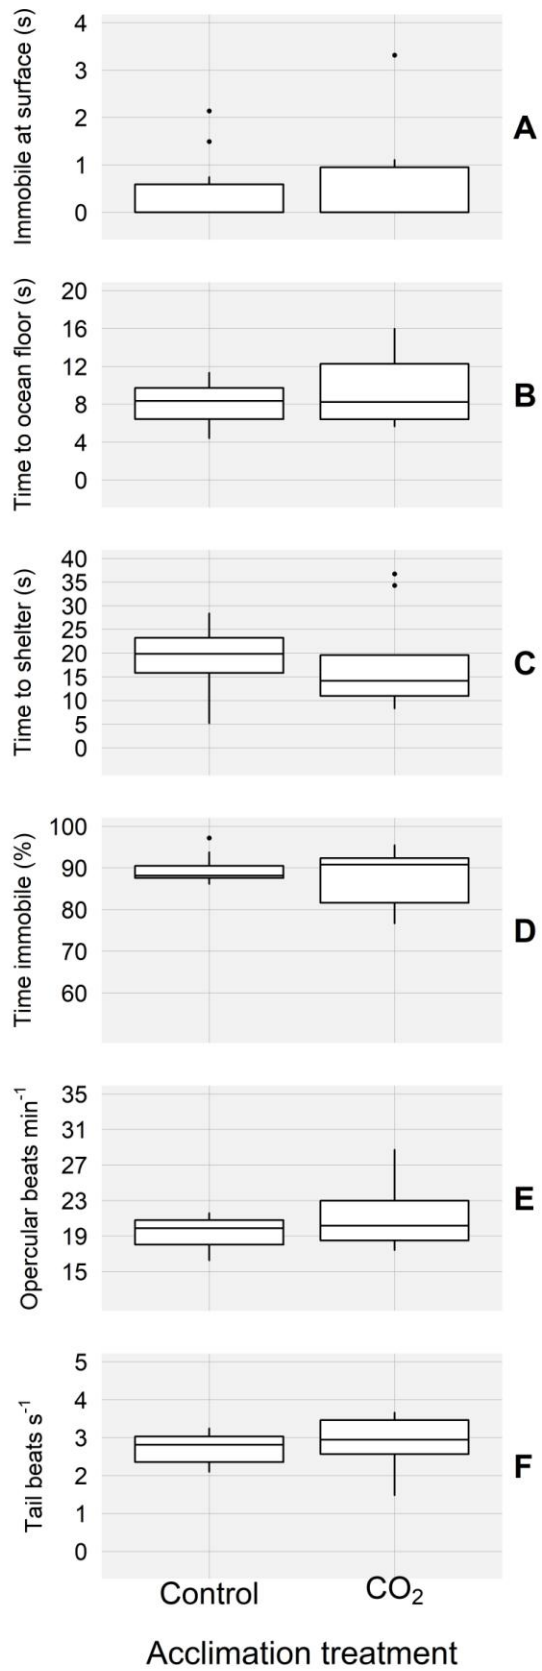 Immobile at surface (s)
4
3
2
1
0
A
Time to ocean floor (s)
20
16
12
8
4
0
B
Time to shelter (s)
40
35
30
25
20
15
10
5
0
C
Time immobile (%)
100
90
80
70
60
D
Opercular beats min⁻¹
35
31
27
23
19
15
E
Tail beats s⁻¹
5
4
3
2
1
0
F
Control CO₂
Acclimation treatment